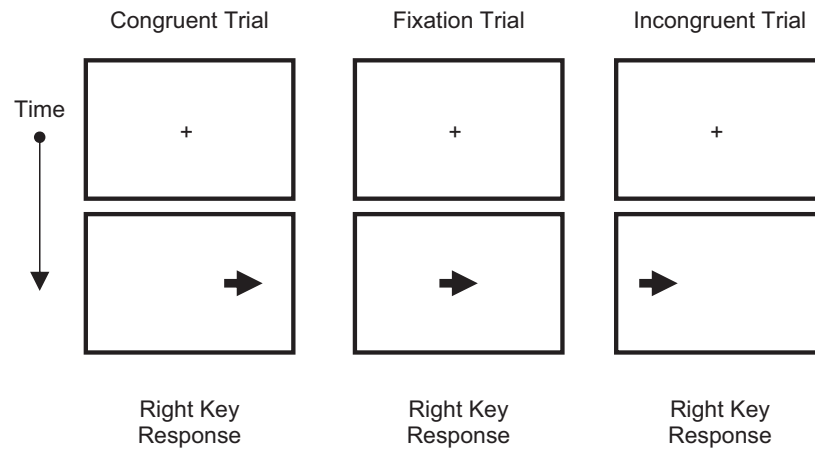 Congruent Trial
Fixation Trial
Incongruent Trial
Time
+
+
+
Right Key
Response
Right Key
Response
Right Key
Response